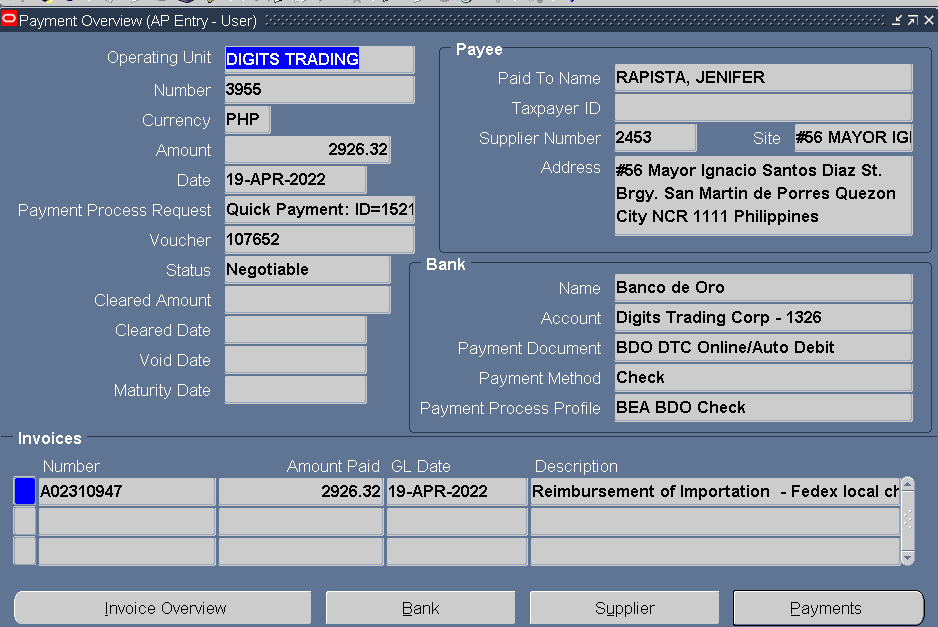 Payment Overview (AP Entry - User)
Operating Unit DIGITS TRADING
Number 3955
Currency PHP
Amount 2926.32
Date 19-APR-2022
Payment Process Request Quick Payment: ID=1521
Voucher 107652
Status Negotiable
Cleared Amount
Cleared Date
Void Date
Maturity Date
Payee
Paid To Name RAPISTA, JENIFER
Taxpayer ID
Supplier Number 2453 Site #56 MAYOR IGI
Address #56 Mayor Ignacio Santos Diaz St.
Brgy. San Martin de Porres Quezon
City NCR 1111 Philippines
Bank
Name Banco de Oro
Account Digits Trading Corp - 1326
Payment Document BDO DTC Online/Auto Debit
Payment Method Check
Payment Process Profile BEA BDO Check
Invoices
Number Amount Paid GL Date Description
A02310947 2926.32 19-APR-2022 Reimbursement of Importation - Fedex local ch
Invoice Overview Bank Supplier Payments